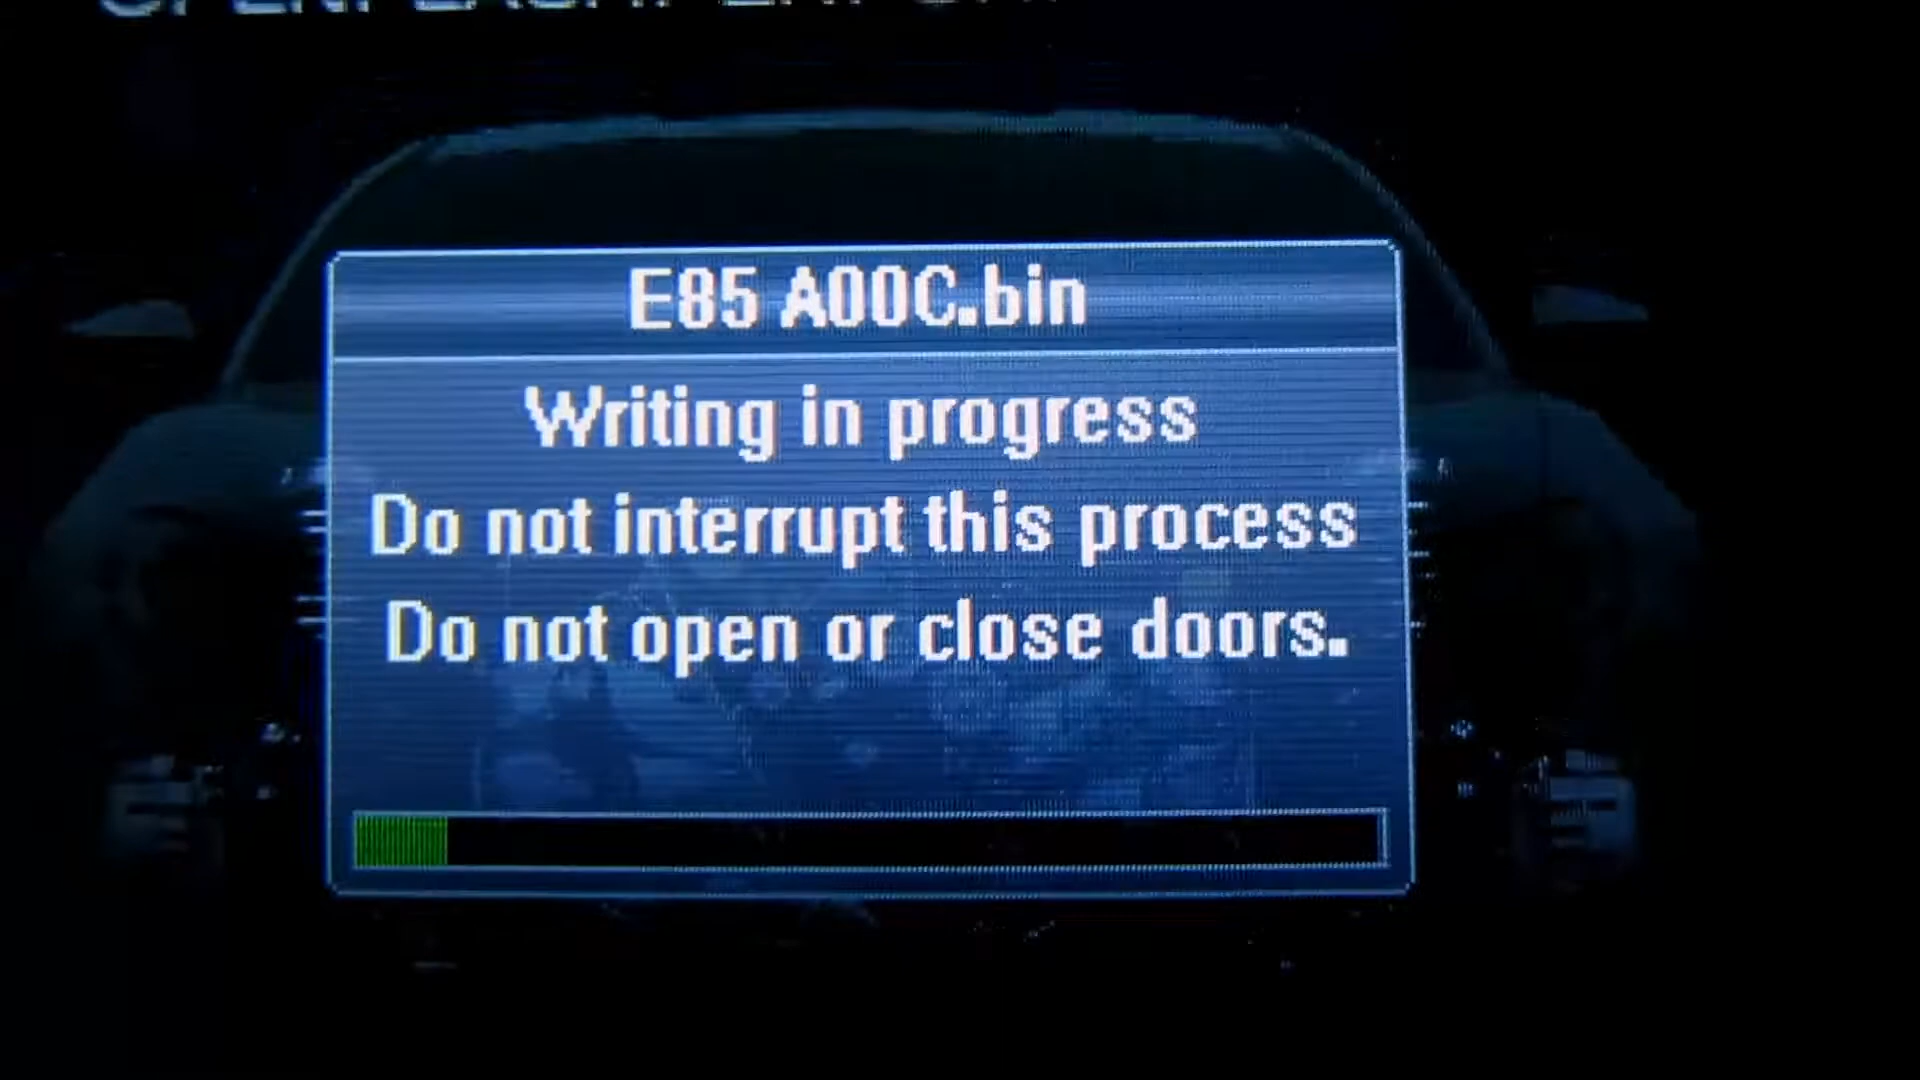 E85 A00C.bin
Writing in progress
Do not interrupt this process
Do not open or close doors.